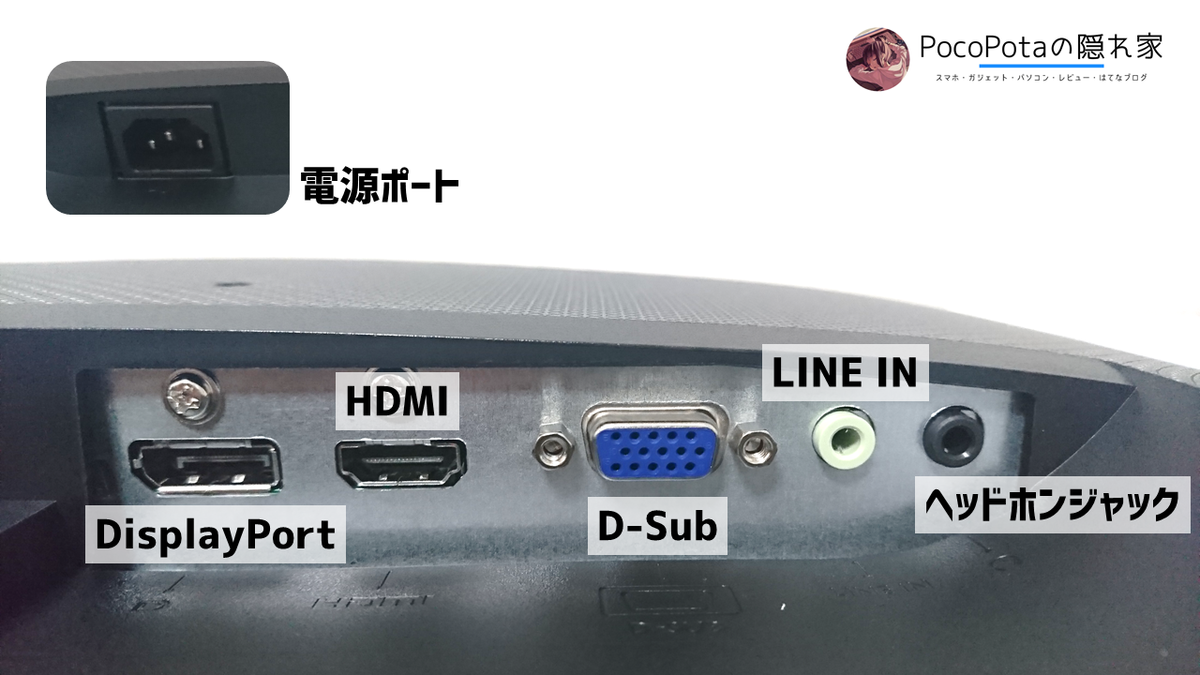 PocoPotaの隠れ家
スマホ・ガジェット・パソコン・レビュー・はてなブログ
電源ポート
LINE IN
HDMI
ヘッドホンジャック
D-Sub
DisplayPort